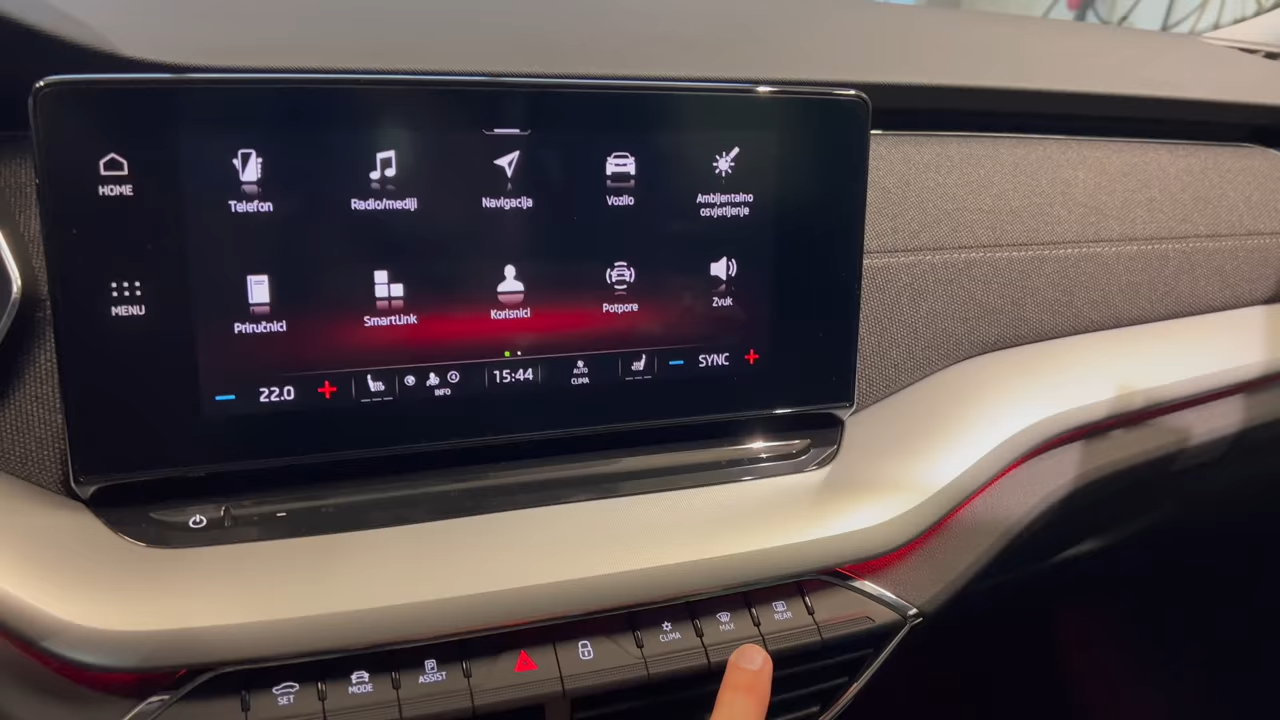 HOME
Telefon
Radio/mediji
Navigacija
Vozilo
Ambijentalno
osvjetljenje
MENU
Priručnici
SmartLink
Korisnici
Potpore
Zvuk
22.0
INFO
15:44
AUTO
CLIMA
SYNC
SET
MODE
P
ASSIST
CLIMA
MAX
REAR